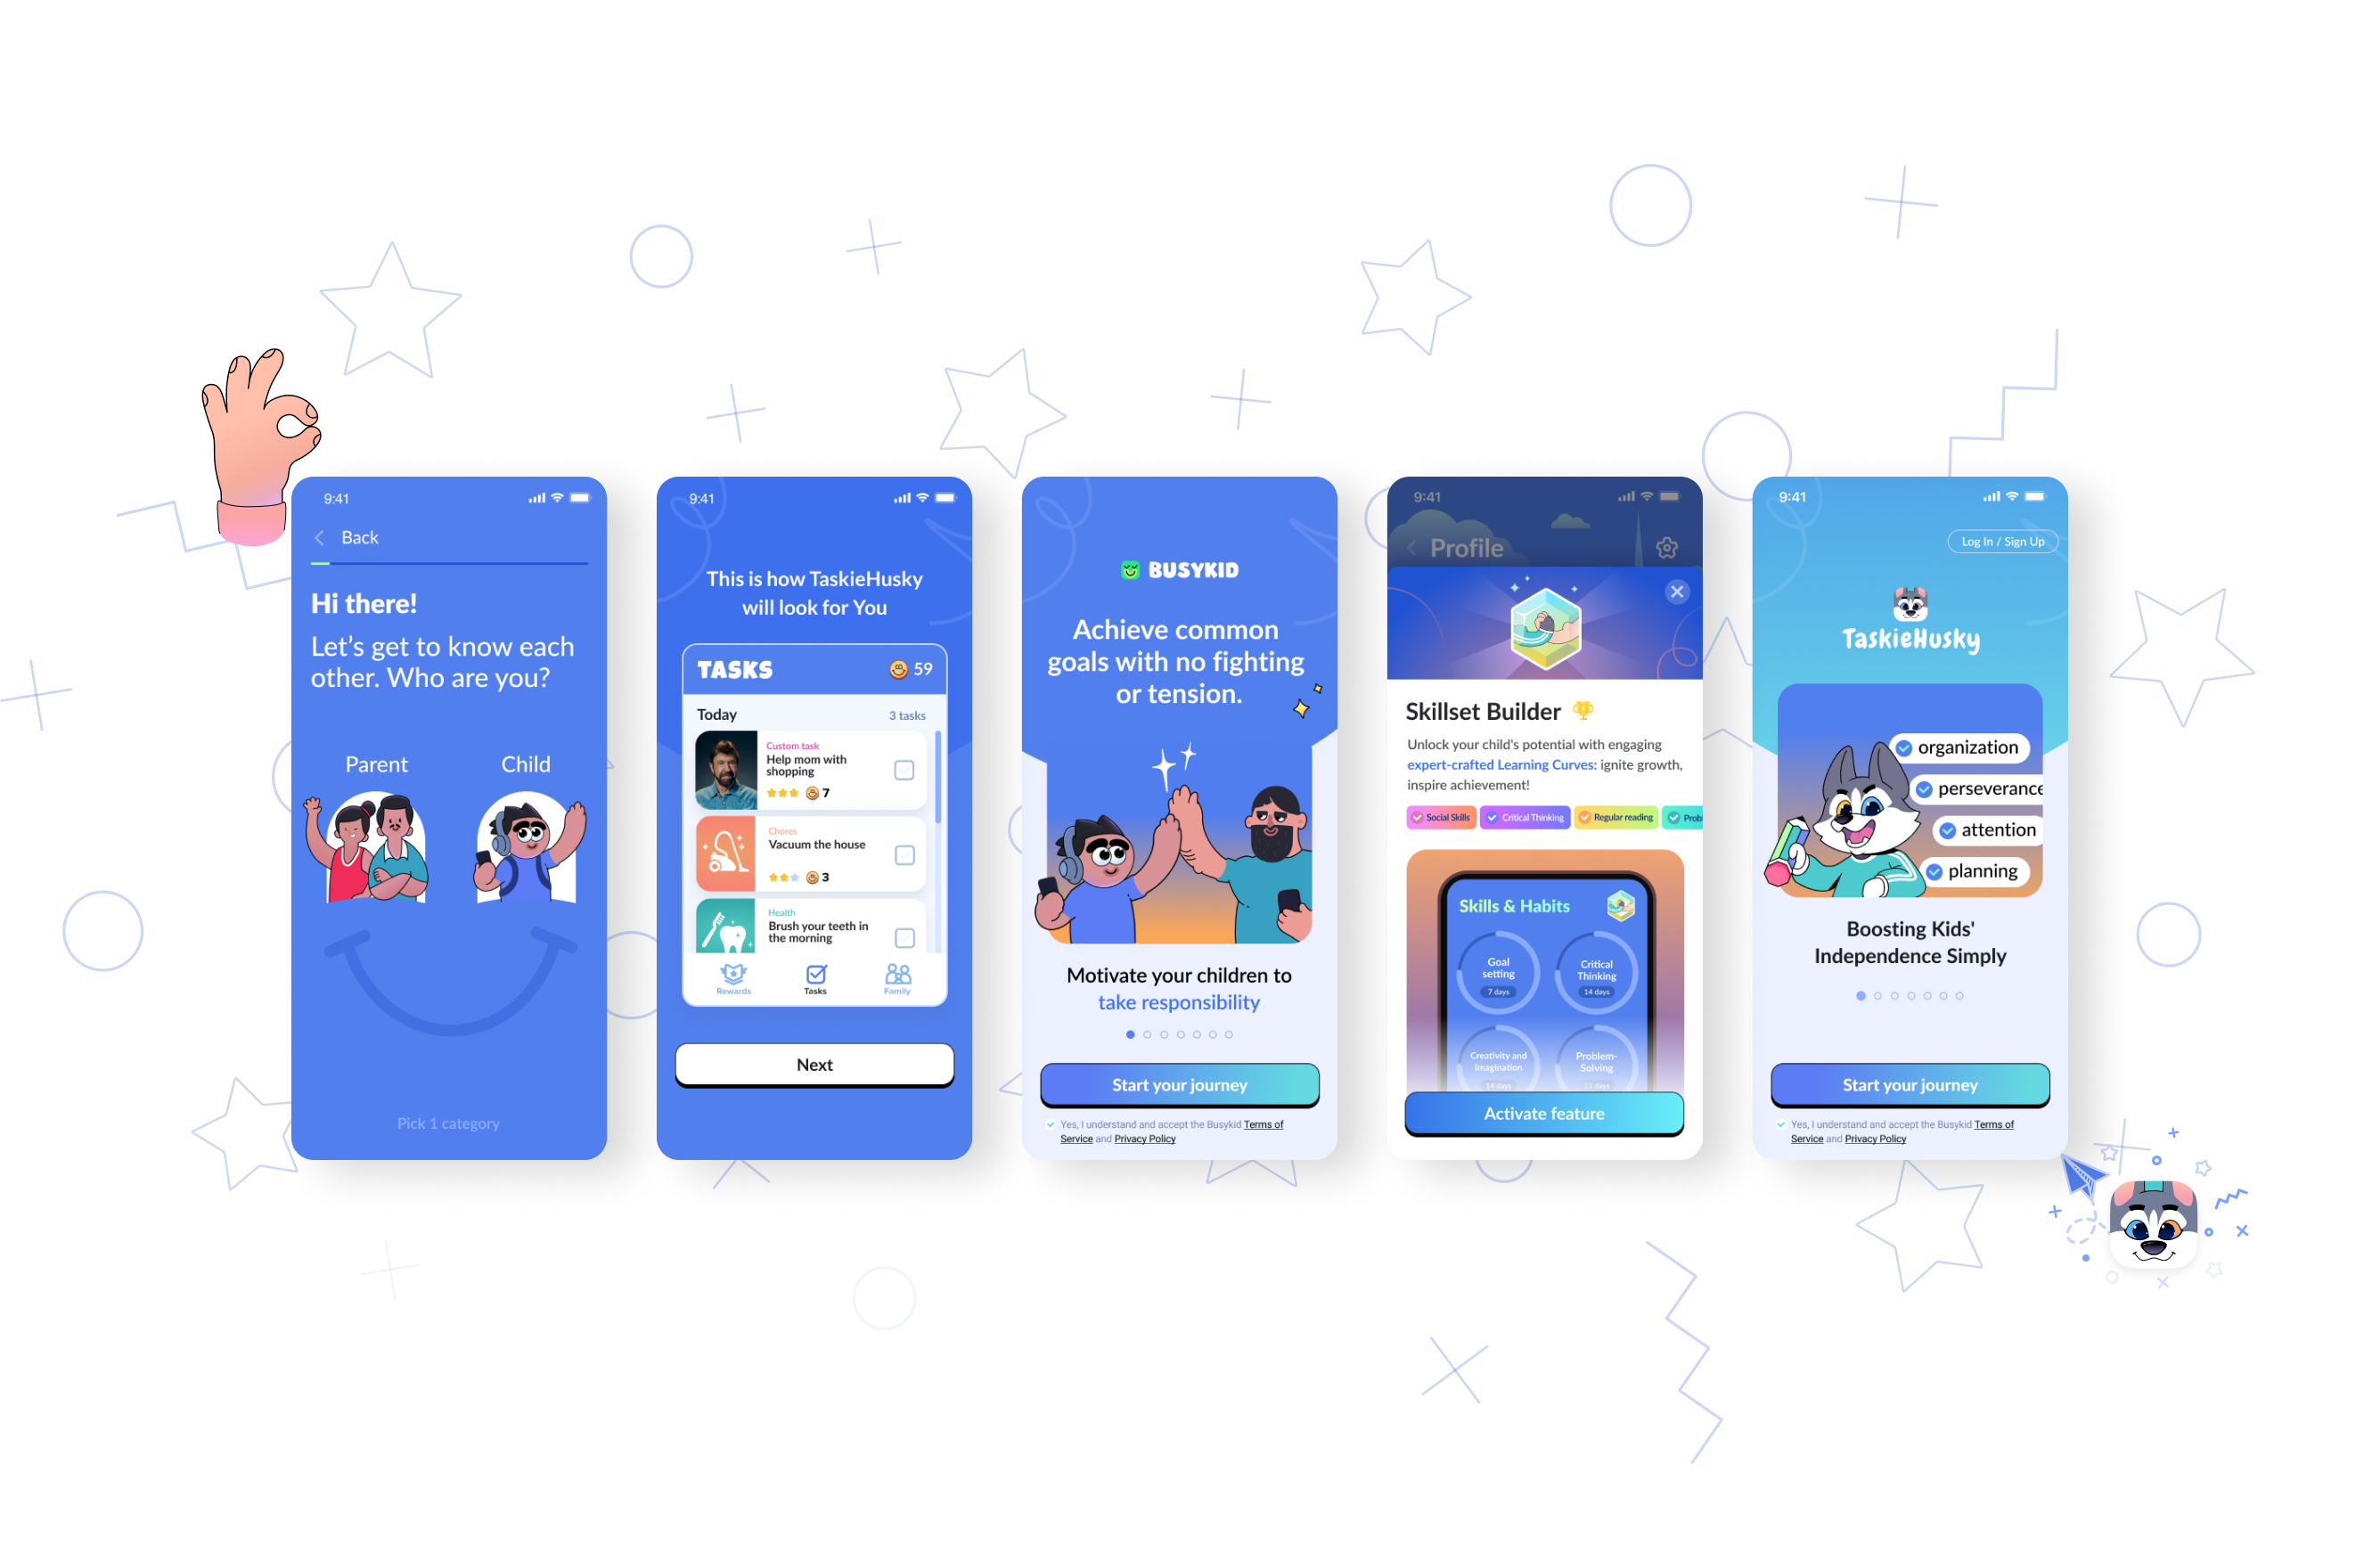 9:41
Back
Hi there!
Let's get to know each
other. Who are you?
Parent
Child
Pick 1 category
9:41
This is how TaskieHusky
will look for You
TASKS
59
Today
3 tasks
Custom task
Help mom with
shopping
7
Chores
Vacuum the house
3
Health
Brush your teeth in
the morning
Rewards
Tasks
Family
Next
BUSYKID
Achieve common
goals with no fighting
or tension.
Motivate your children to
take responsibility
Start your journey
Yes, I understand and accept the Busykid Terms of
Service and Privacy Policy
9:41
Profile
Skillset Builder
Unlock your child's potential with engaging
expert-crafted Learning Curves: ignite growth,
inspire achievement!
Social Skills
Critical Thinking
Regular reading
Probl
Skills & Habits
Goal
setting
7 days
Critical
Thinking
14 days
Creativity and
Imagination
14 days
Problem-
Solving
Activate feature
9:41
Log In / Sign Up
TaskieHusky
organization
perseverance
attention
planning
Boosting Kids'
Independence Simply
Start your journey
Yes, I understand and accept the Busykid Terms of
Service and Privacy Policy